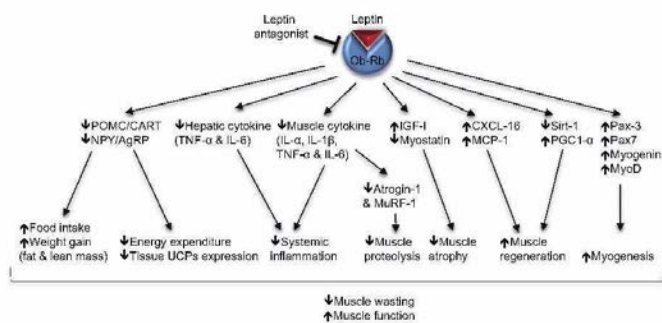 Leptin
antagonist
Leptin
Ob-Rb
↓POMC/CART
↓NPY/AgRP
↓Hepatic cytokine
(TNF-α & IL-6)
↓Muscle cytokine
(IL-α, IL-1β,
TNF-α & IL-6)
↑IGF-I
↓Myostatin
↑CXCL-16
↑MCP-1
↓Sirt-1
↑PGC1-α
↑Pax-3
↑Pax7
↑Myogenin
↑MyoD
↓Atrogin-1
& MuRF-1
↑Food intake
↑Weight gain
(fat & lean mass)
↓Energy expenditure
↓Tissue UCPs expression
↓Systemic
inflammation
↓Muscle
proteolysis
↓Muscle
atrophy
↑Muscle
regeneration
↑Myogenesis
↓Muscle wasting
↑Muscle function